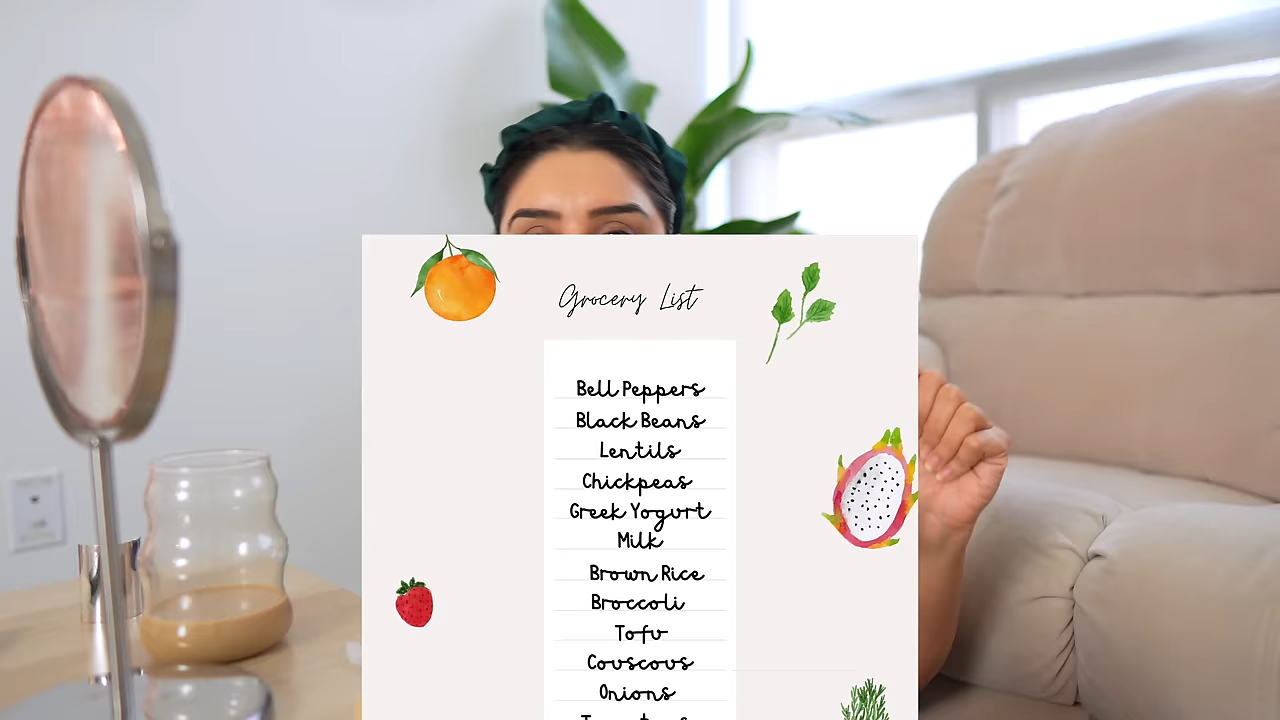 Grocery List
Bell Peppers
Black Beans
Lentils
Chickpeas
Greek Yogurt
Milk
Brown Rice
Broccoli
Tofu
Couscous
Onions